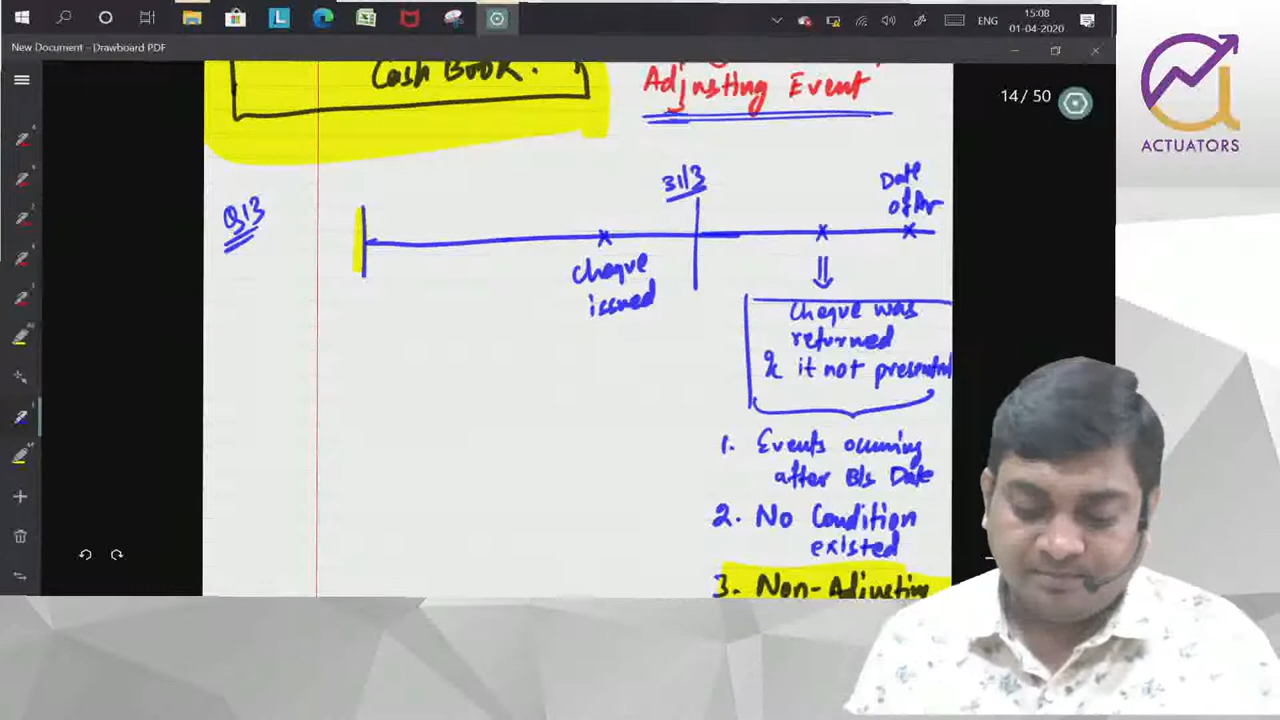 15:08
ENG
01-04-2020
New Document - Drawboard PDF
Cash Book.
Adjusting Event
14 / 50
ACTUATORS
Q13
31/3
Date
of Apr
Cheque
issued
Cheque was
returned
& it not presented
1. Events occurring
after B/s Date
2. No Condition
existed
3. Non-Adjusting